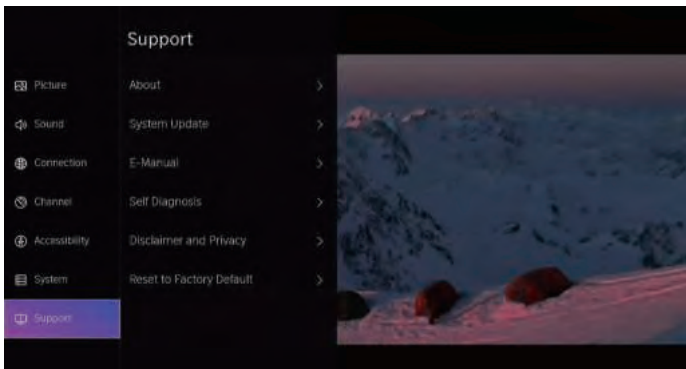 Support
Picture
Sound
Connection
Channel
Accessibility
System
Support
About
System Update
E-Manual
Self Diagnosis
Disclaimer and Privacy
Reset to Factory Default